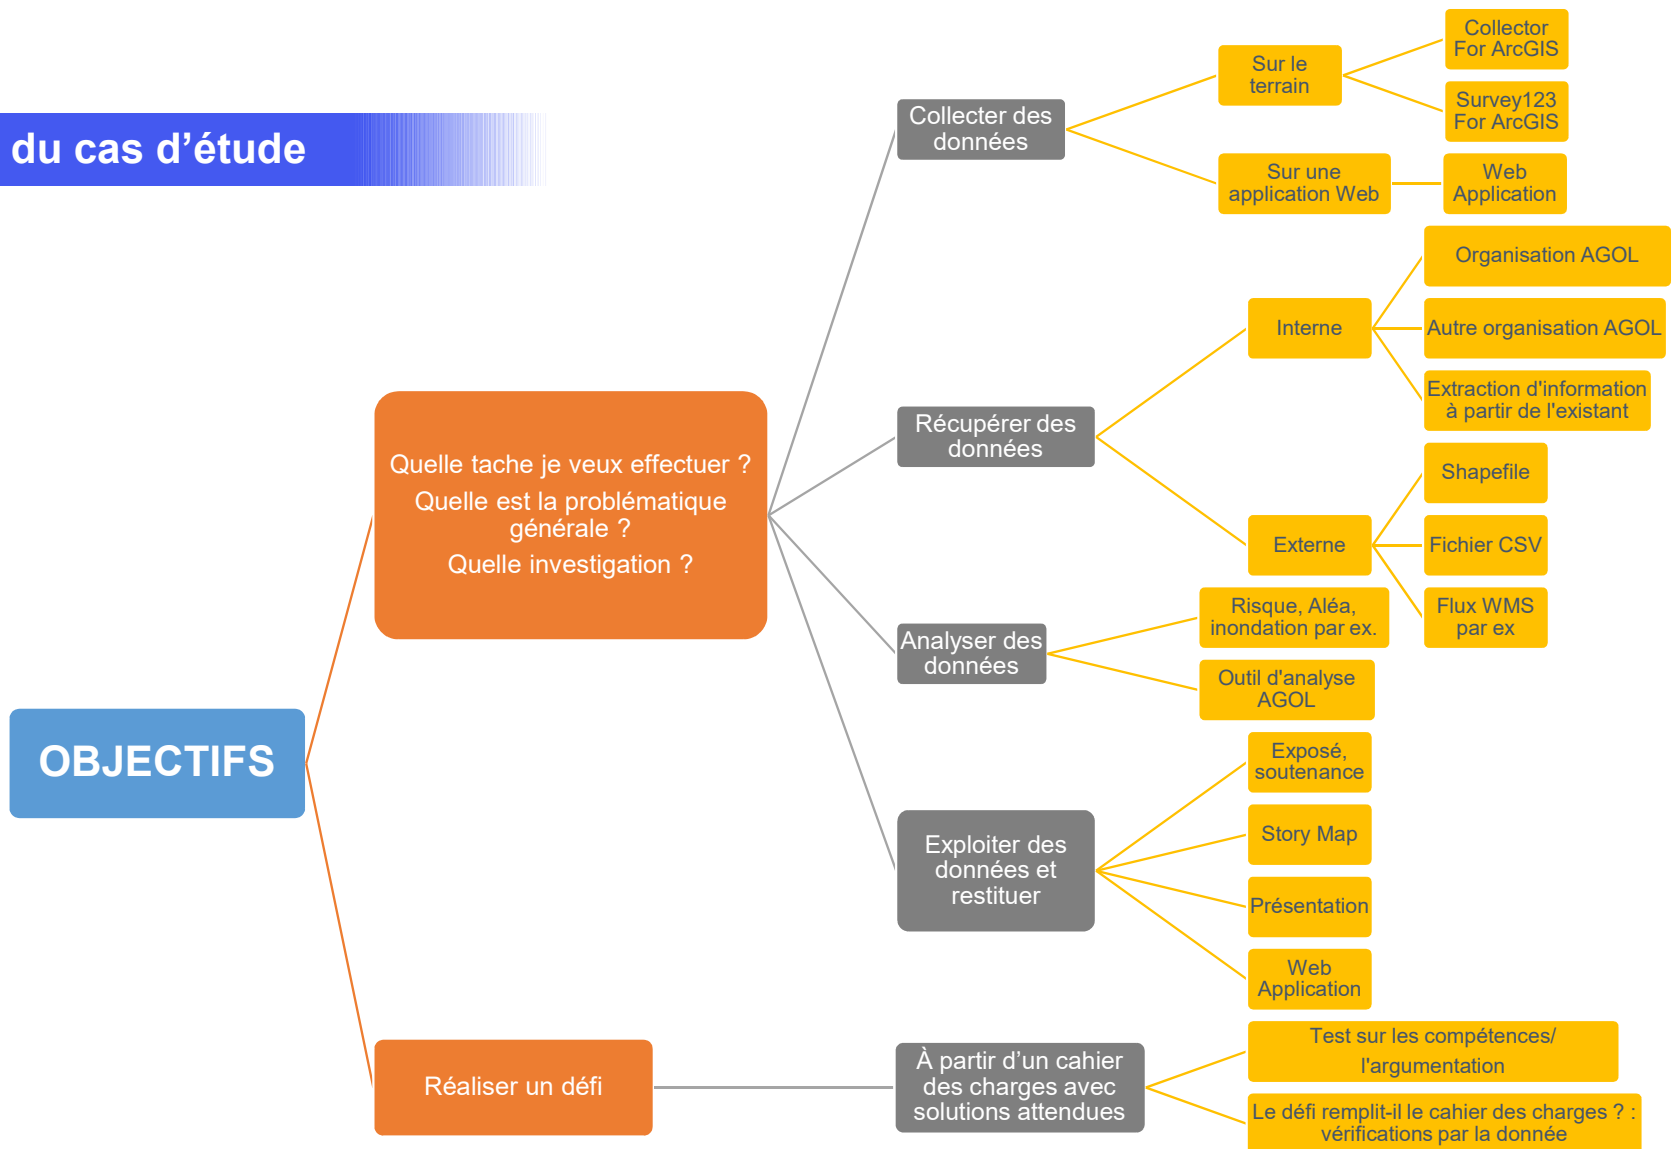 du cas d’étude
OBJECTIFS
Quelle tache je veux effectuer ?
Quelle est la problématique
générale ?
Quelle investigation ?
Collecter des
données
Sur le
terrain
Collector
For ArcGIS
Survey123
For ArcGIS
Sur une
application Web
Web
Application
Récupérer des
données
Interne
Organisation AGOL
Autre organisation AGOL
Extraction d'information
à partir de l'existant
Externe
Shapefile
Fichier CSV
Flux WMS
par ex
Analyser des
données
Risque, Aléa,
inondation par ex.
Outil d'analyse
AGOL
Exploiter des
données et
restituer
Exposé,
soutenance
Story Map
Présentation
Web
Application
Réaliser un défi
À partir d’un cahier
des charges avec
solutions attendues
Test sur les compétences/
l'argumentation
Le défi remplit-il le cahier des charges ? :
vérifications par la donnée